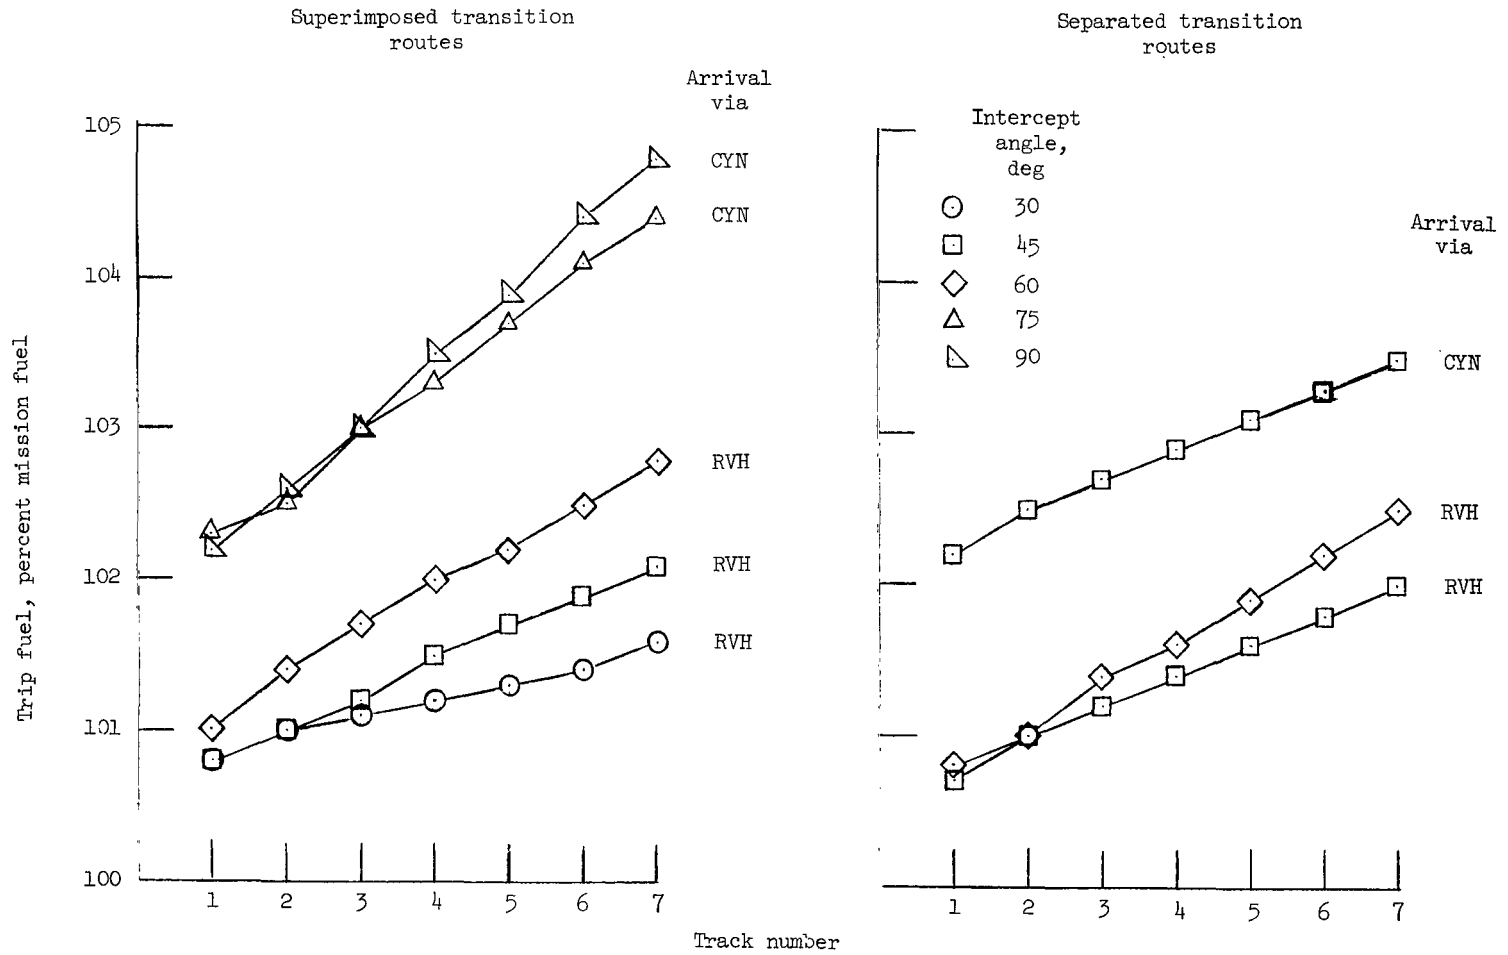 Superimposed transition
routes
Arrival
via
105
104
103
102
101
100
CYN
CYN
RVH
RVH
RVH
1 2 3 4 5 6 7
Trip fuel, percent mission fuel
Separated transition
routes
Intercept
angle,
deg
30
45
60
75
90
Arrival
via
CYN
RVH
RVH
1 2 3 4 5 6 7
Track number